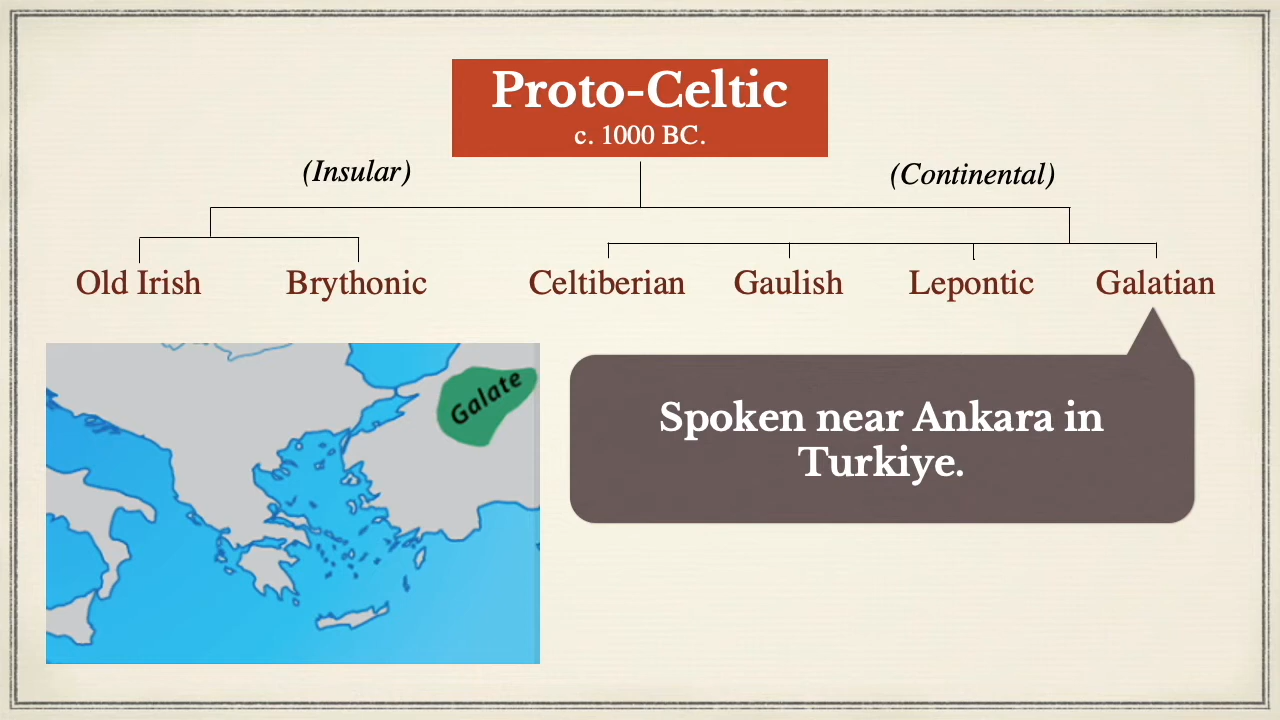 Proto-Celtic
c. 1000 BC.
(Insular)
(Continental)
Old Irish
Brythonic
Celtiberian
Gaulish
Lepontic
Galatian
Galate
Spoken near Ankara in
Turkiye.